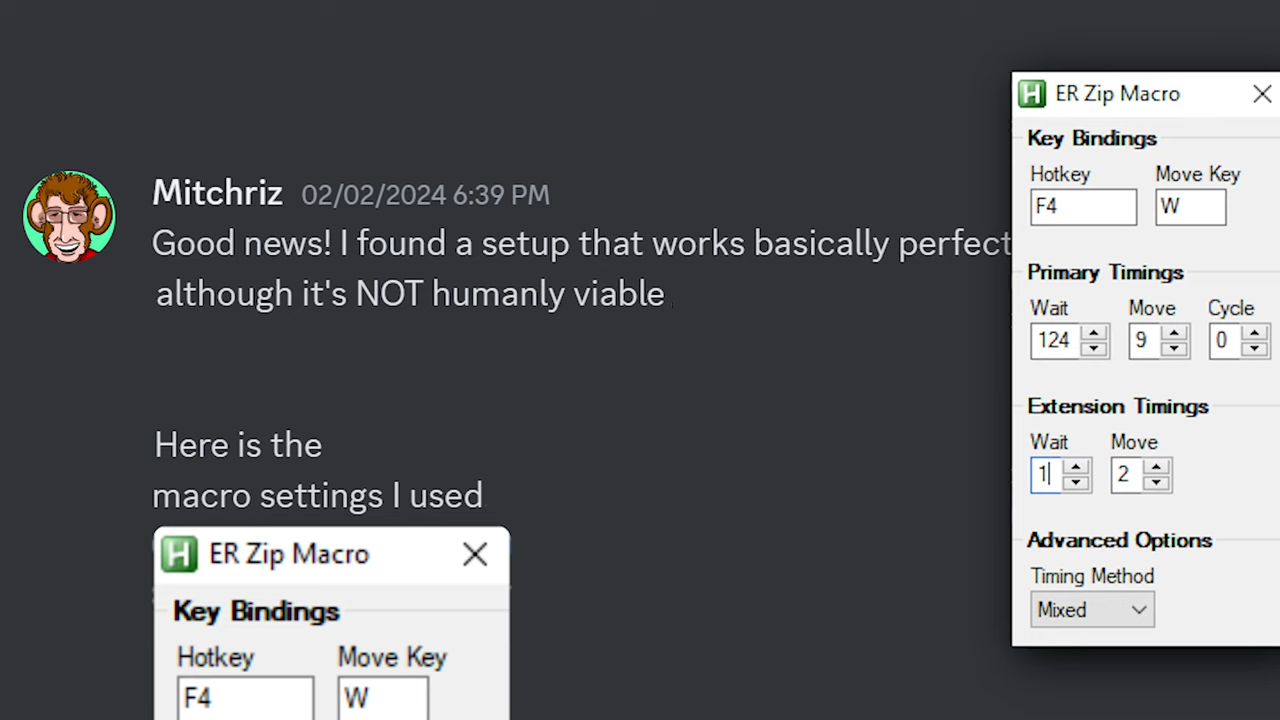 Mitchriz 02/02/2024 6:39 PM
Good news! I found a setup that works basically perfect
although it's NOT humanly viable
Here is the
macro settings I used
ER Zip Macro
Key Bindings
Hotkey Move Key
F4 W
ER Zip Macro
Key Bindings
Hotkey Move Key
F4 W
Primary Timings
Wait Move Cycle
124 9 0
Extension Timings
Wait Move
1 2
Advanced Options
Timing Method
Mixed